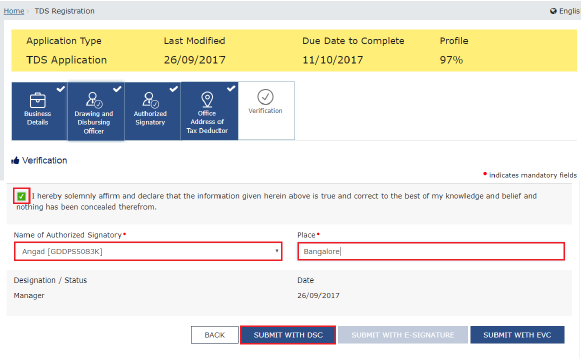 Home TDS Registration Englis
Application Type Last Modified Due Date to Complete Profile
TDS Application 26/09/2017 11/10/2017 97%
Business Details
Drawing and Disbursing Officer
Authorized Signatory
Office Address of Tax Deductor
Verification
Verification
• indicates mandatory fields
I hereby solemnly affirm and declare that the information given herein above is true and correct to the best of my knowledge and belief and
nothing has been concealed therefrom.
Name of Authorized Signatory• Place•
Angad [GDDPS5083K] Bangalore
Designation / Status Date
Manager 26/09/2017
BACK SUBMIT WITH DSC SUBMIT WITH E-SIGNATURE SUBMIT WITH EVC